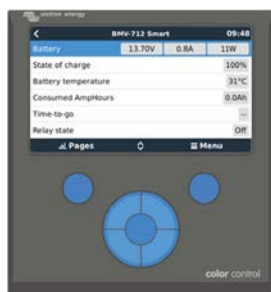 victron energy
BMV-712 Smart 09:48
Battery 13.70V 0.8A 11W
State of charge 100%
Battery temperature 31°C
Consumed AmpHours 0.0Ah
Time-to-go --
Relay state Off
Pages Menu
color control